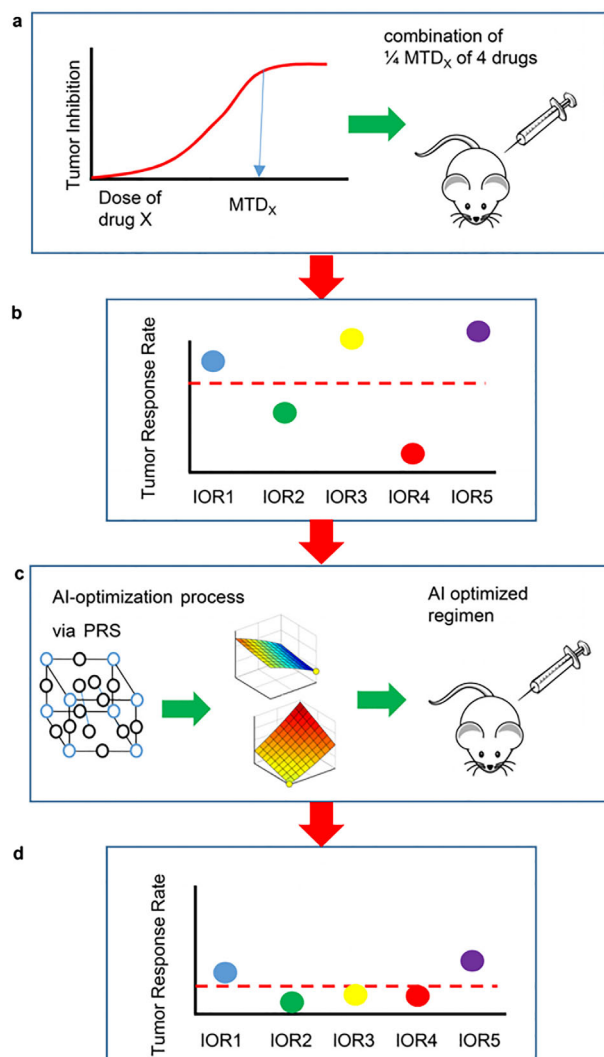 a
combination of
¼ MTDX of 4 drugs
Tumor Inhibition
Dose of
drug X
MTDX
b
Tumor Response Rate
IOR1 IOR2 IOR3 IOR4 IOR5
c
AI-optimization process
via PRS
AI optimized
regimen
d
Tumor Response Rate
IOR1 IOR2 IOR3 IOR4 IOR5